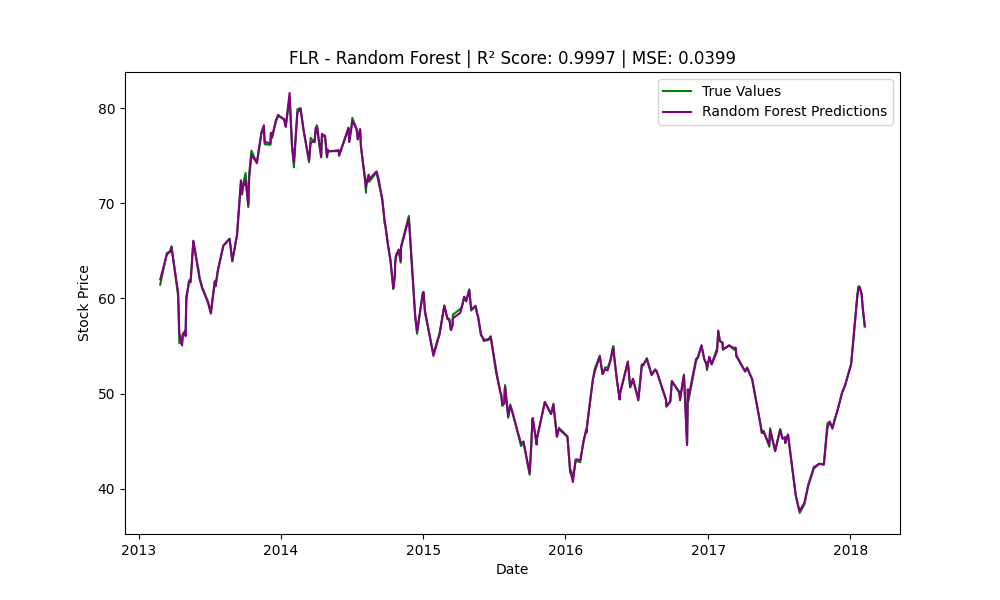 FLR - Random Forest | R² Score: 0.9997 | MSE: 0.0399
True Values
Random Forest Predictions
Stock Price
80
70
60
50
40
2013 2014 2015 2016 2017 2018
Date